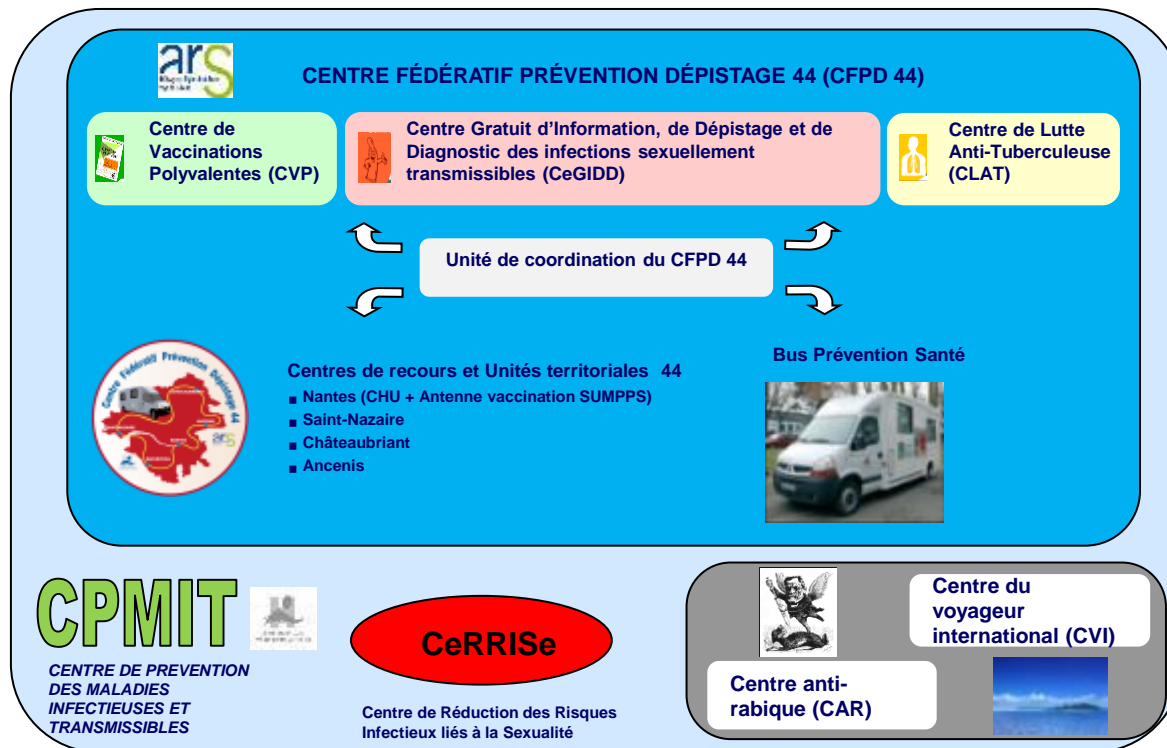 ars
CENTRE FÉDÉRATIF PRÉVENTION DÉPISTAGE 44 (CFPD 44)
Centre de
Vaccinations
Polyvalentes (CVP)
Centre Gratuit d'Information, de Dépistage et de
Diagnostic des infections sexuellement
transmissibles (CeGIDD)
Centre de Lutte
Anti-Tuberculeuse
(CLAT)
Unité de coordination du CFPD 44
Centre Fédératif Prévention Dépistage 44
ars
Centres de recours et Unités territoriales 44
Nantes (CHU + Antenne vaccination SUMPPS)
Saint-Nazaire
Châteaubriant
Ancenis
Bus Prévention Santé
CPMIT
CENTRE DE PREVENTION
DES MALADIES
INFECTIEUSES ET
TRANSMISSIBLES
CeRRISe
Centre de Réduction des Risques
Infectieux liés à la Sexualité
Centre du
voyageur
international (CVI)
Centre anti-
rabique (CAR)